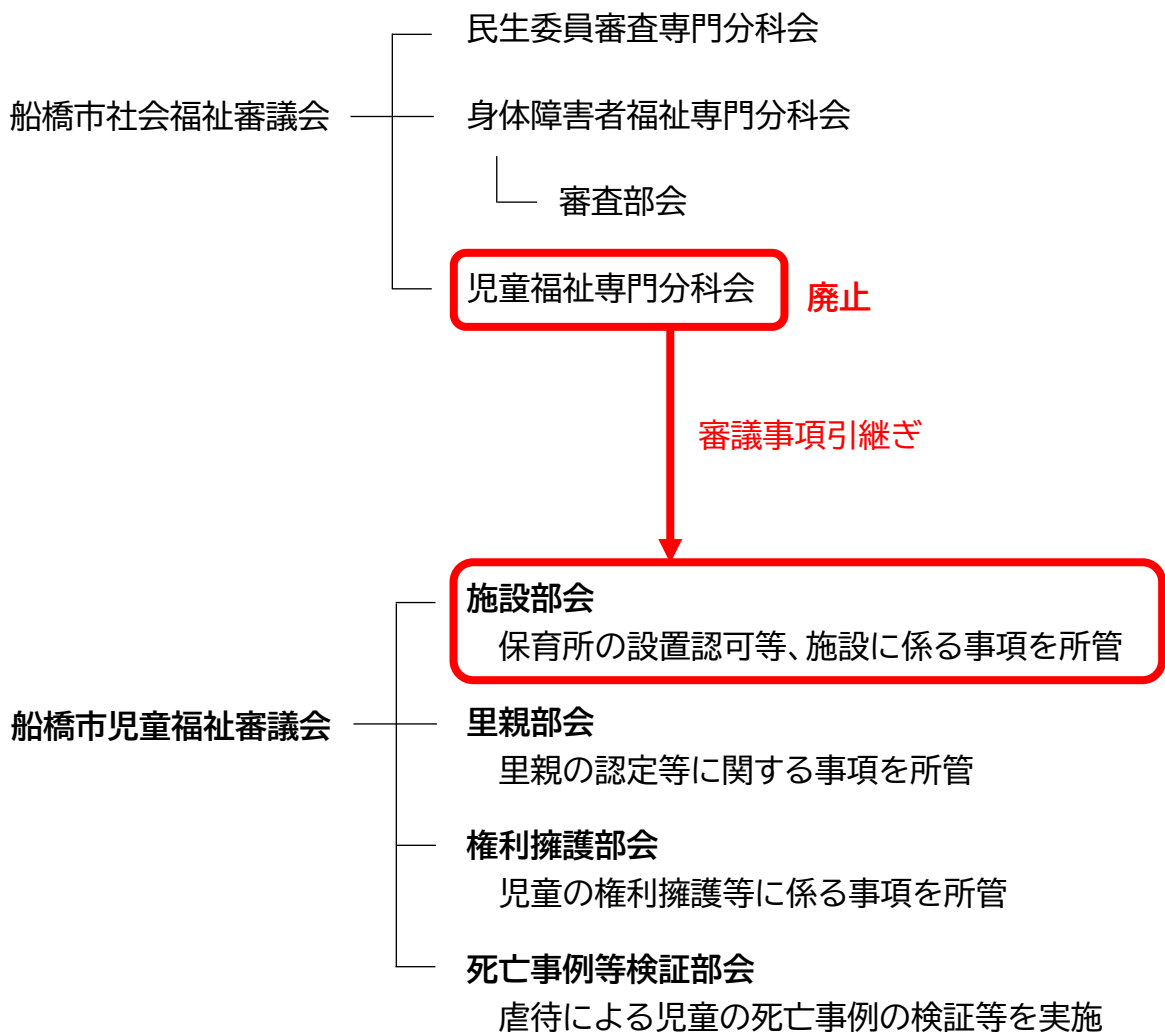 民生委員審査専門分科会
船橋市社会福祉審議会
身体障害者福祉専門分科会
審査部会
児童福祉専門分科会
廃止
審議事項引継ぎ
施設部会
保育所の設置認可等、施設に係る事項を所管
船橋市児童福祉審議会
里親部会
里親の認定等に関する事項を所管
権利擁護部会
児童の権利擁護等に係る事項を所管
死亡事例等検証部会
虐待による児童の死亡事例の検証等を実施